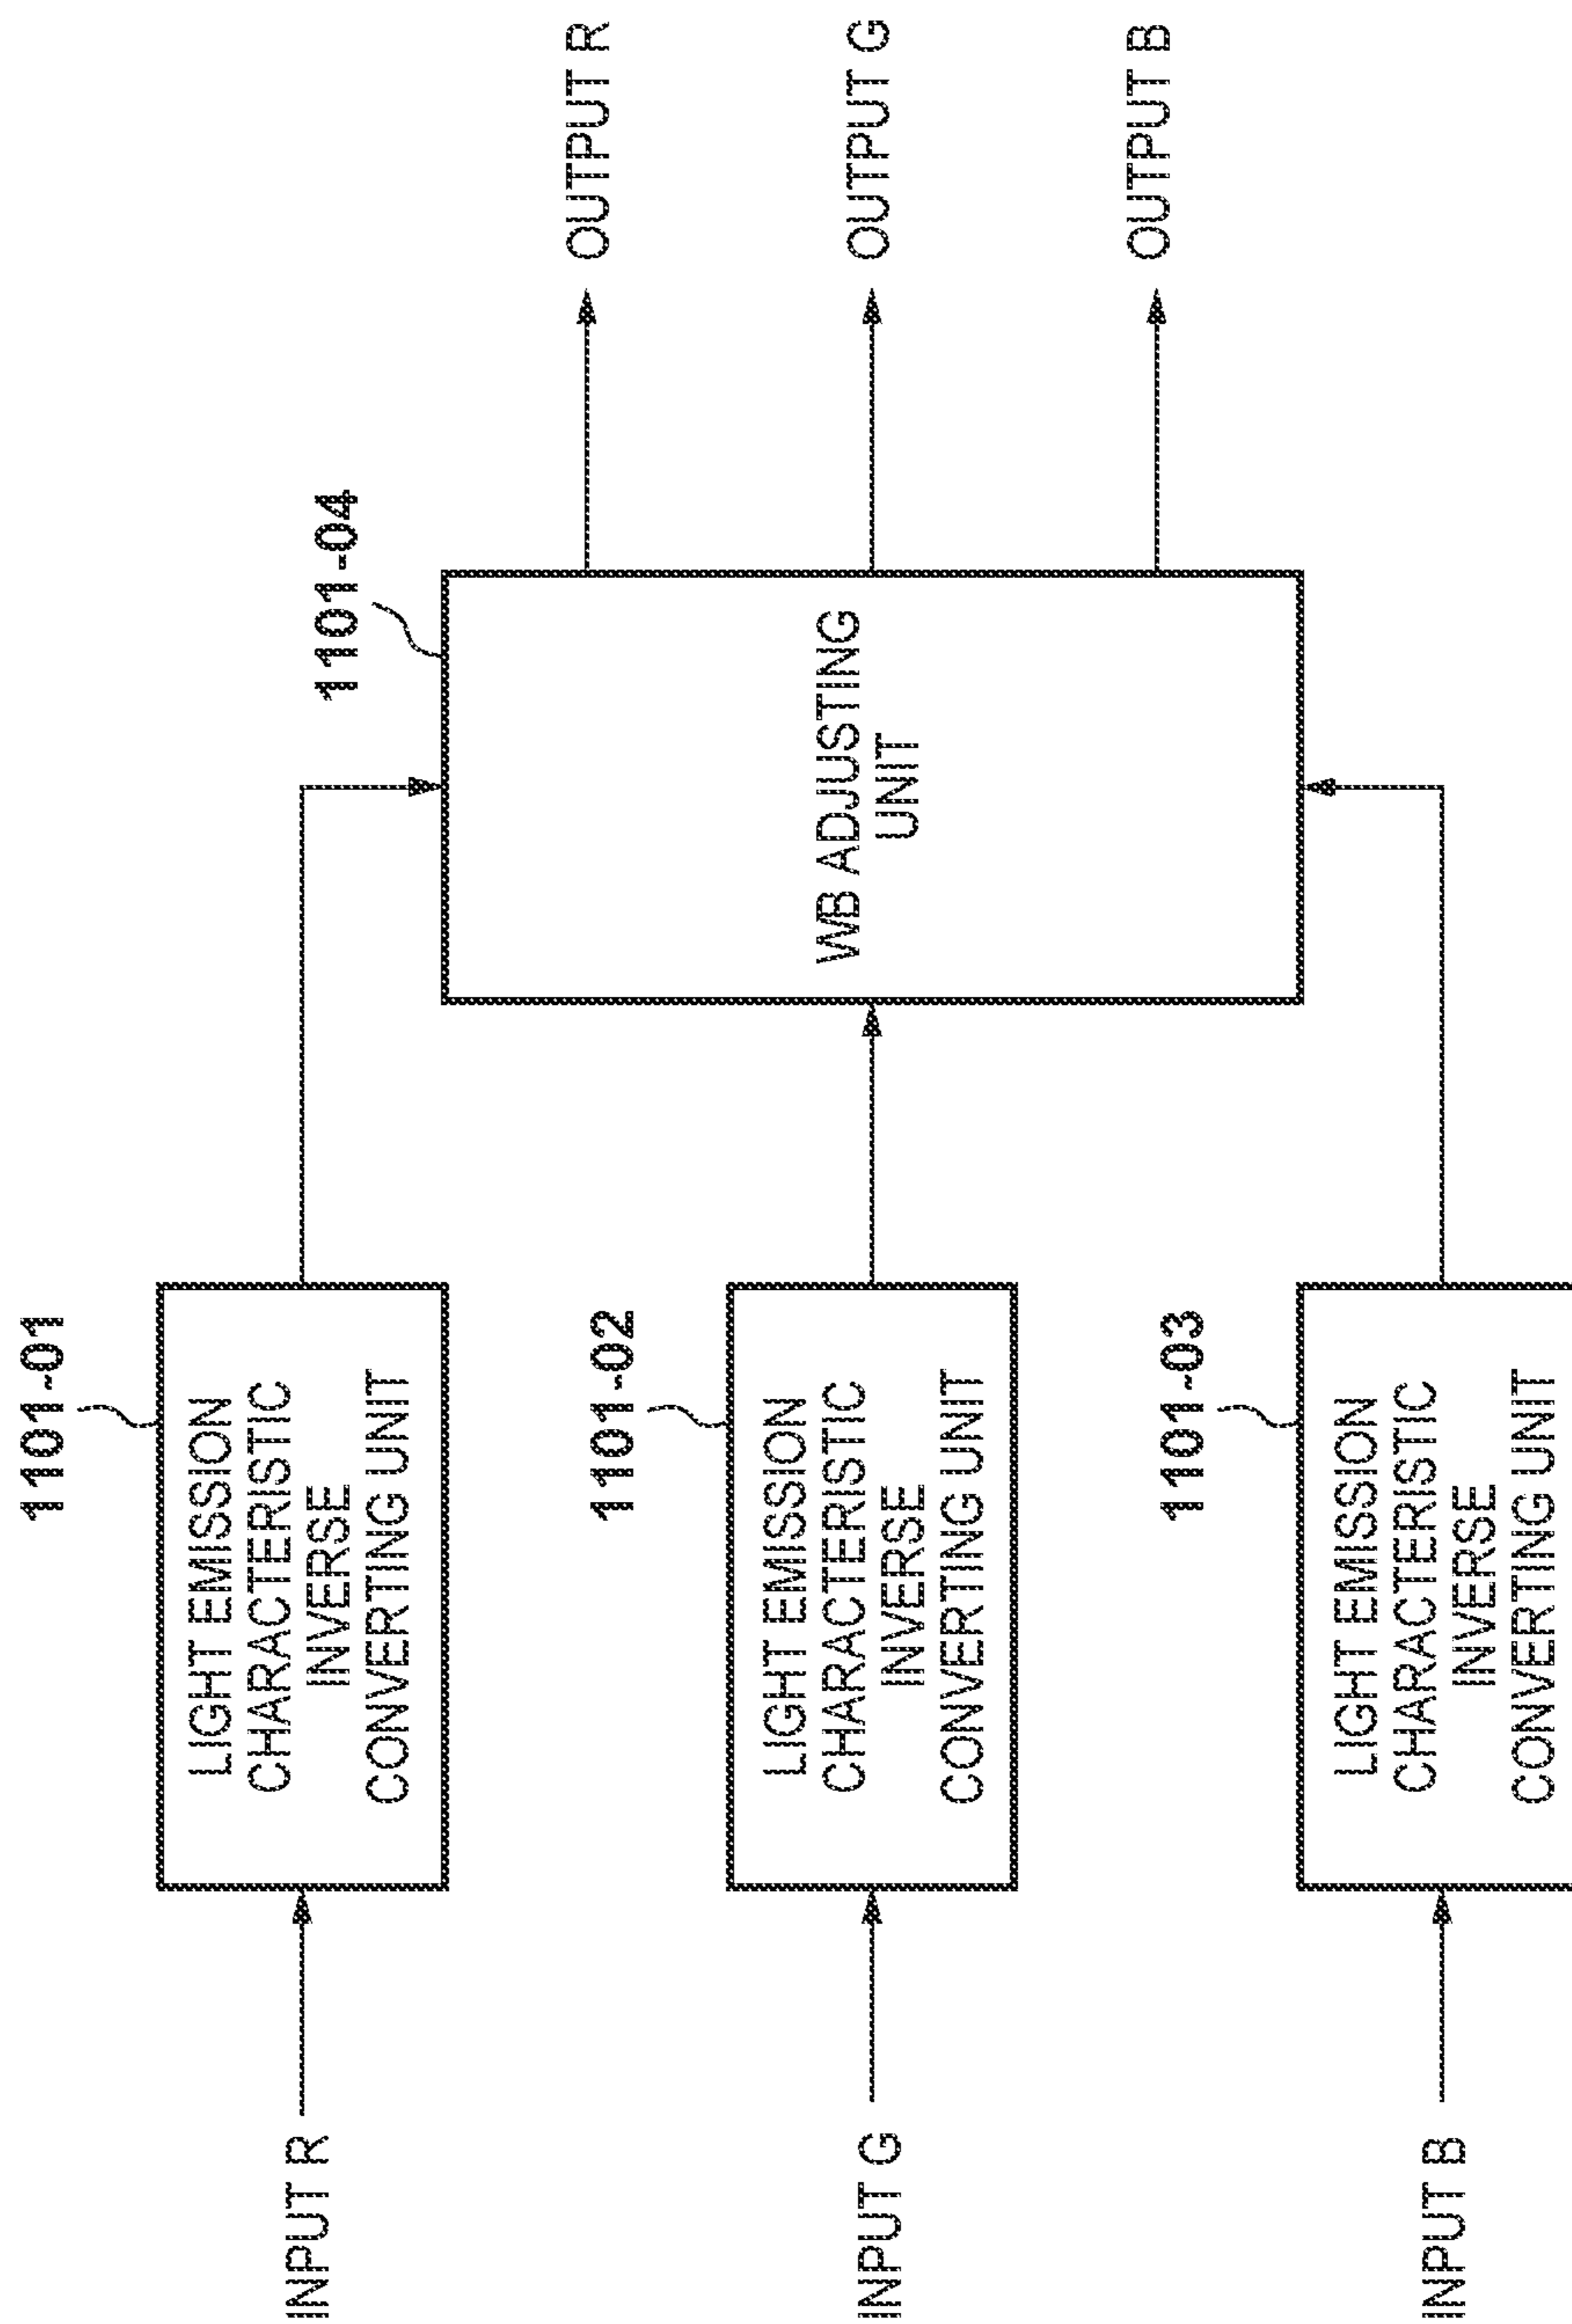 1101-01
INPUT R
LIGHT EMISSION
CHARACTERISTIC
INVERSE
CONVERTING UNIT
1101-04
OUTPUT R
1101-02
INPUT G
LIGHT EMISSION
CHARACTERISTIC
INVERSE
CONVERTING UNIT
WB ADJUSTING
UNIT
OUTPUT G
1101-03
INPUT B
LIGHT EMISSION
CHARACTERISTIC
INVERSE
CONVERTING UNIT
OUTPUT B